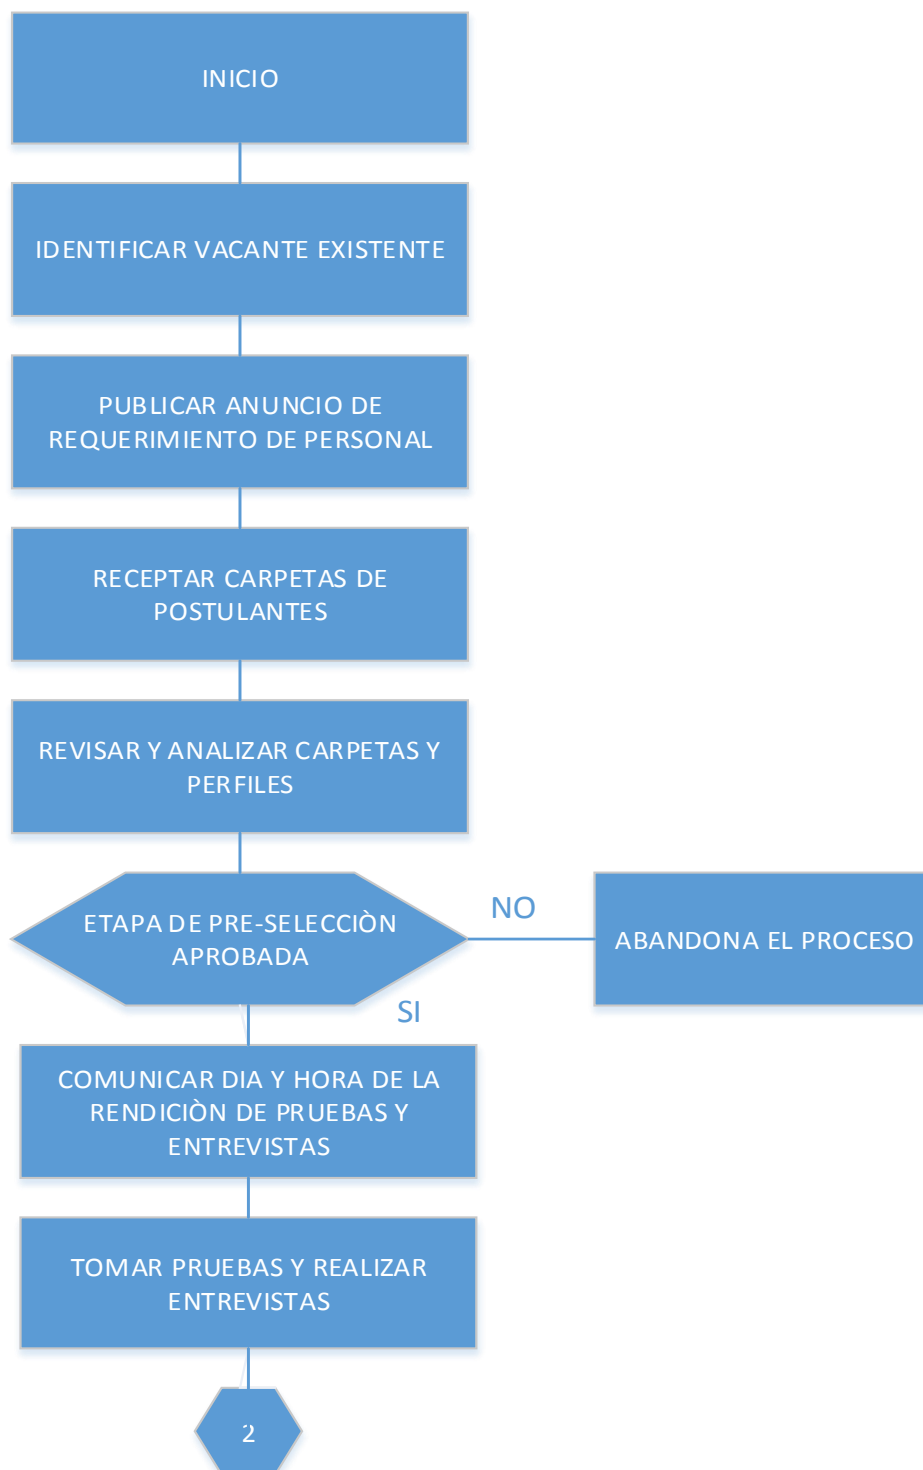 INICIO
IDENTIFICAR VACANTE EXISTENTE
PUBLICAR ANUNCIO DE
REQUERIMIENTO DE PERSONAL
RECEPTAR CARPETAS DE
POSTULANTES
REVISAR Y ANALIZAR CARPETAS Y
PERFILES
ETAPA DE PRE-SELECCIÒN
APROBADA
NO
ABANDONA EL PROCESO
SI
COMUNICAR DIA Y HORA DE LA
RENDICIÒN DE PRUEBAS Y
ENTREVISTAS
TOMAR PRUEBAS Y REALIZAR
ENTREVISTAS
2